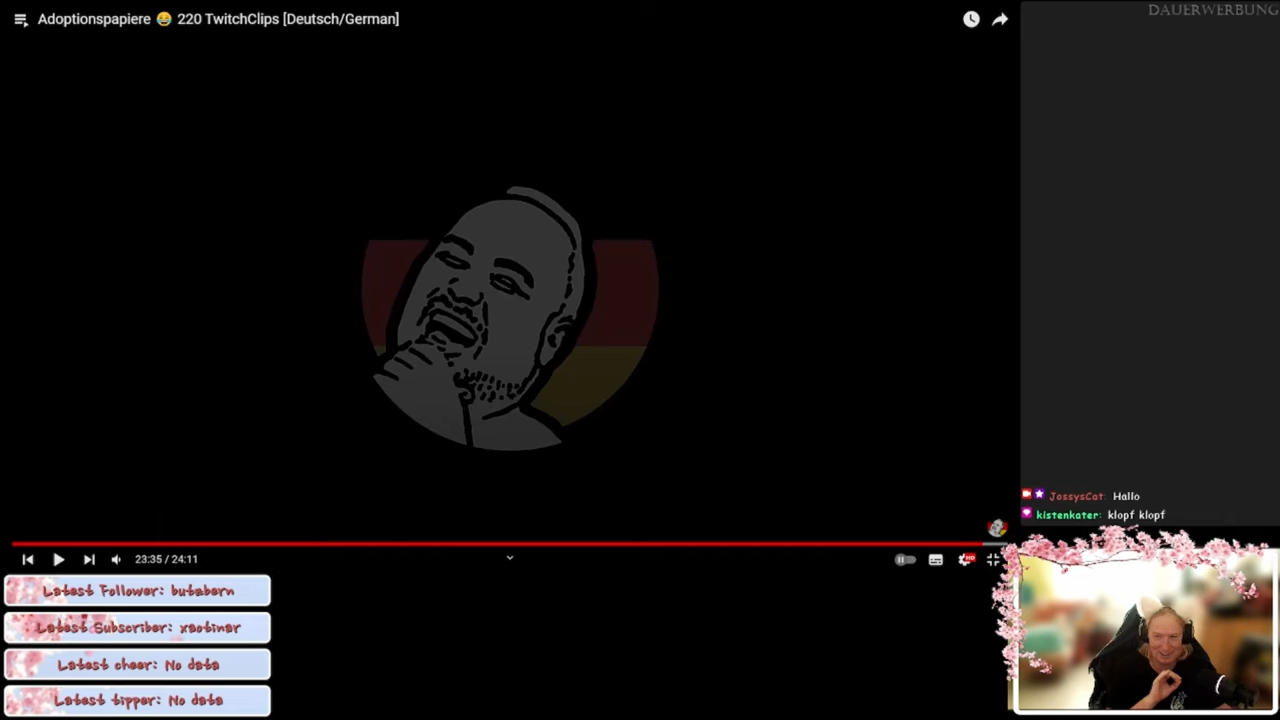 Adoptionspapiere 😂 220 TwitchClips [Deutsch/German]
DAUERWERBUNG
JossysCat: Hallo
kistenkater: klopf klopf
23:35 / 24:11
HD
Latest Follower: butabern
Latest Subscriber: xaotinar
Latest cheer: No data
Latest tipper: No data